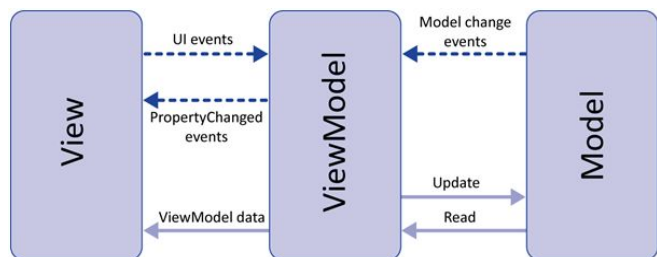 View
UI events
PropertyChanged
events
ViewModel data
ViewModel
Model change
events
Update
Read
Model